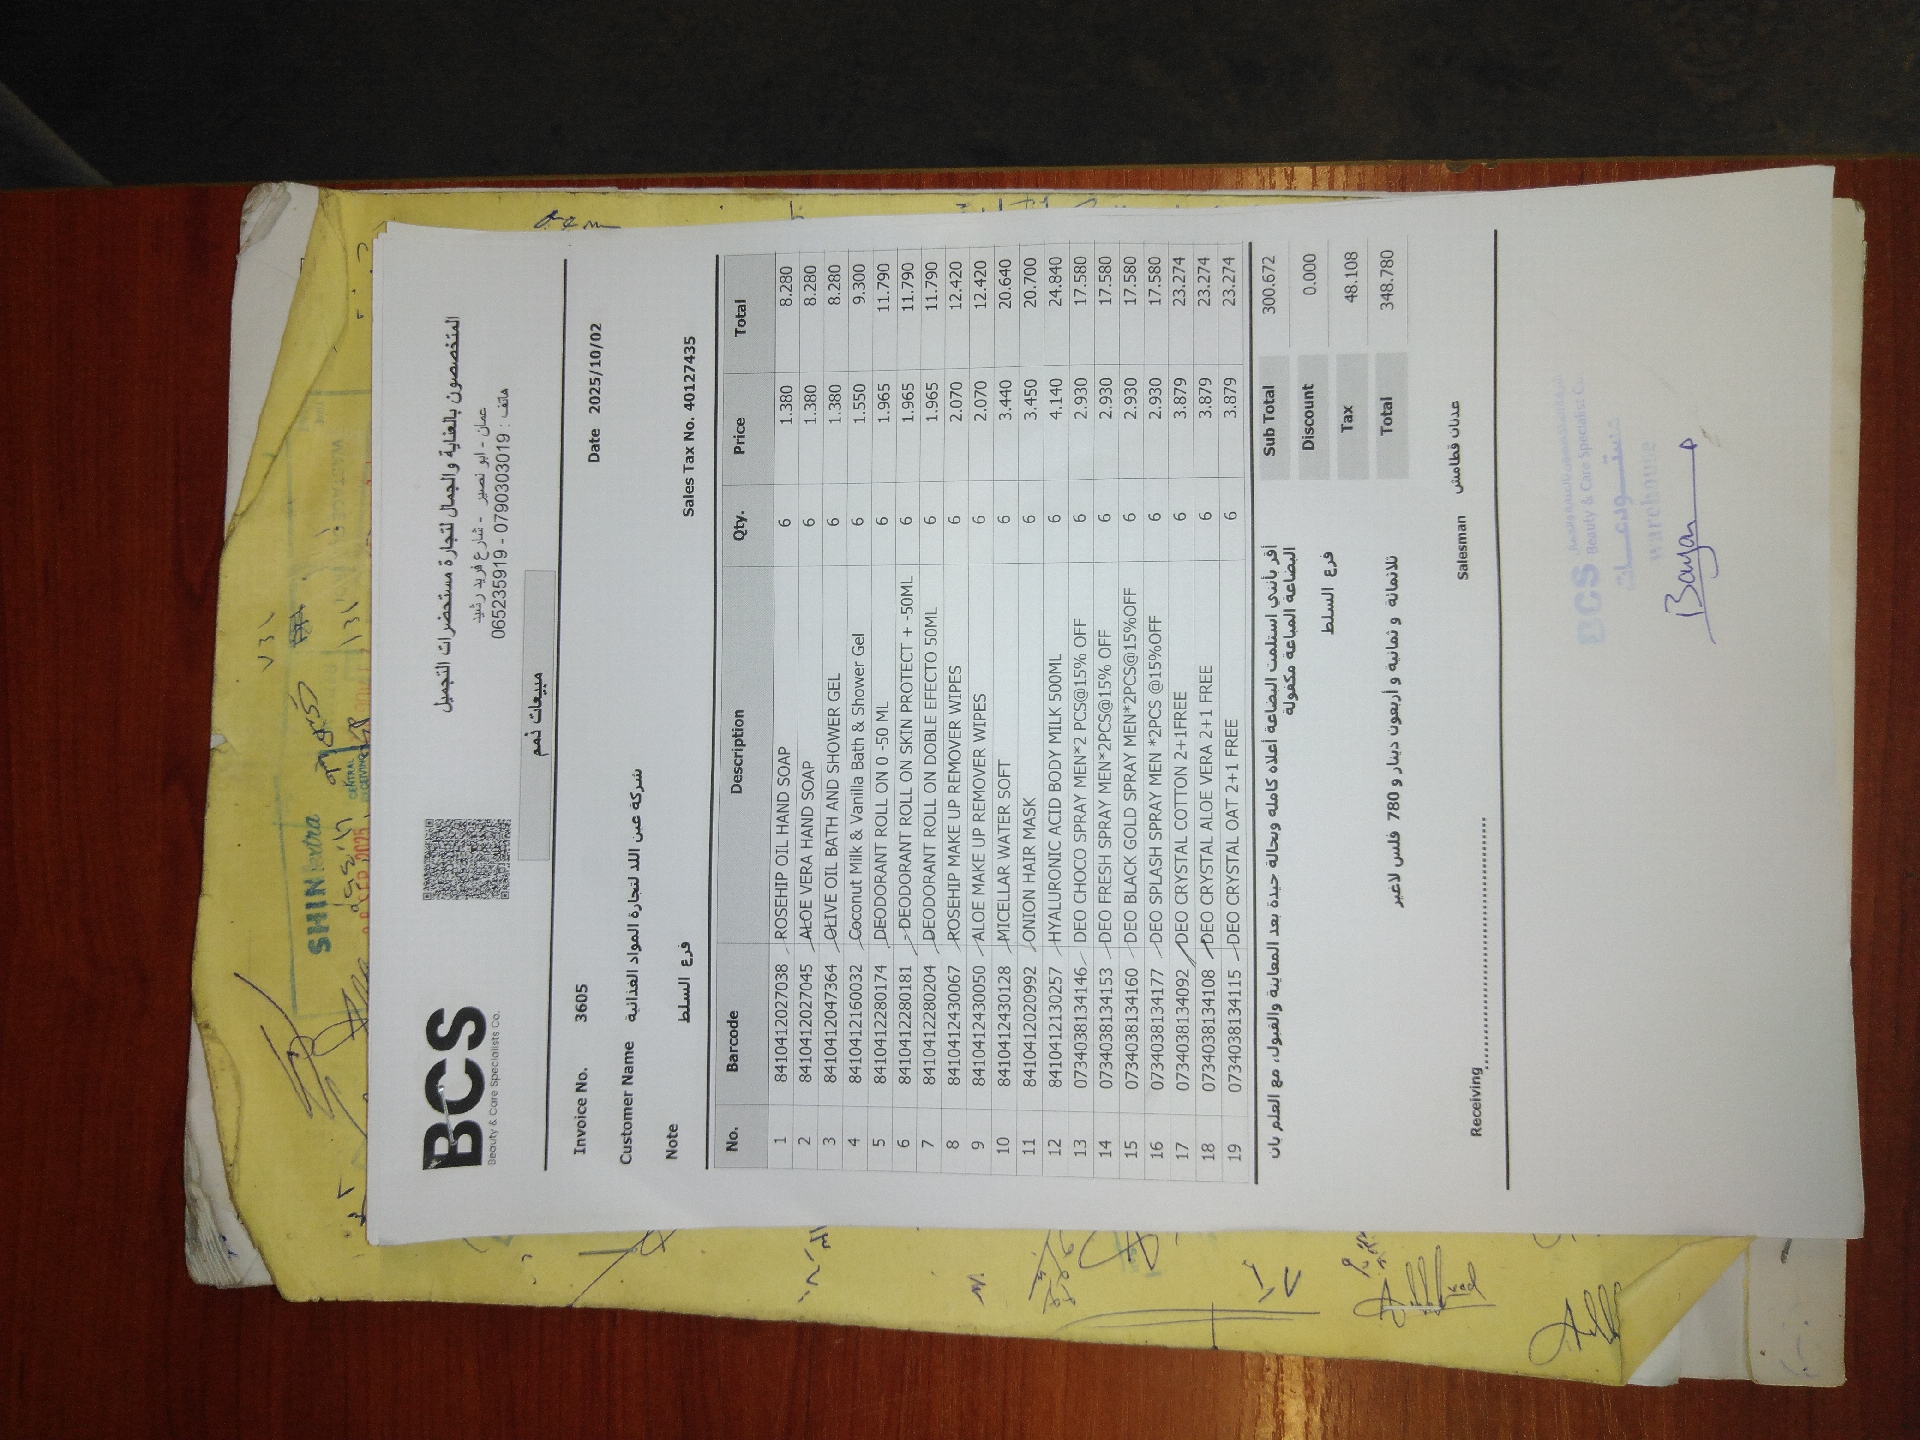 BCS
Beauty & Care Specialists Co.
المتخصصون بالعناية والجمال لتجارة مستحضرات التجميل
عمان - ابو نصير - شارع فريد رشيد
هاتف : 0790303019 - 065235919
مبيعات ذمم
Invoice No. 3605 Date 2025/10/02
Customer Name شركة عين اللد لتجارة المواد الغذائية
Note فرع السلط Sales Tax No. 40127435
No. Barcode Description Qty. Price Total
1 8410412027038 ROSEHIP OIL HAND SOAP 6 1.380 8.280
2 8410412027045 ALOE VERA HAND SOAP 6 1.380 8.280
3 8410412047364 OLIVE OIL BATH AND SHOWER GEL 6 1.380 8.280
4 8410412160032 Coconut Milk & Vanilla Bath & Shower Gel 6 1.550 9.300
5 8410412280174 DEODORANT ROLL ON 0 -50 ML 6 1.965 11.790
6 8410412280181 DEODORANT ROLL ON SKIN PROTECT + -50ML 6 1.965 11.790
7 8410412280204 DEODORANT ROLL ON DOBLE EFECTO 50ML 6 1.965 11.790
8 8410412430067 ROSEHIP MAKE UP REMOVER WIPES 6 2.070 12.420
9 8410412430050 ALOE MAKE UP REMOVER WIPES 6 2.070 12.420
10 8410412430128 MICELLAR WATER SOFT 6 3.440 20.640
11 8410412020992 ONION HAIR MASK 6 3.450 20.700
12 8410412130257 HYALURONIC ACID BODY MILK 500ML 6 4.140 24.840
13 0734038134146 DEO CHOCO SPRAY MEN*2 PCS@15% OFF 6 2.930 17.580
14 0734038134153 DEO FRESH SPRAY MEN*2PCS@15% OFF 6 2.930 17.580
15 0734038134160 DEO BLACK GOLD SPRAY MEN*2PCS@15%OFF 6 2.930 17.580
16 0734038134177 DEO SPLASH SPRAY MEN *2PCS @15%OFF 6 2.930 17.580
17 0734038134092 DEO CRYSTAL COTTON 2+1FREE 6 3.879 23.274
18 0734038134108 DEO CRYSTAL ALOE VERA 2+1 FREE 6 3.879 23.274
19 0734038134115 DEO CRYSTAL OAT 2+1 FREE 6 3.879 23.274
أقر بأنني استلمت البضاعة أعلاه كاملة وبحالة جيدة بعد المعاينة والقبول، مع العلم بان
البضاعة المباعة مكفولة
Sub Total 300.672
فرع السلط
Discount 0.000
Tax 48.108
ثلاثمائة و ثمانية و أربعون دينار و 780 فلس لاغير
Total 348.780
Receiving Salesman عدنان قطامش
BCS Beauty & Care Specialist Co.
مستودعات
warehouse
Bayan
SHINextra
CENTRAL
RECEIVING
SEP 2025